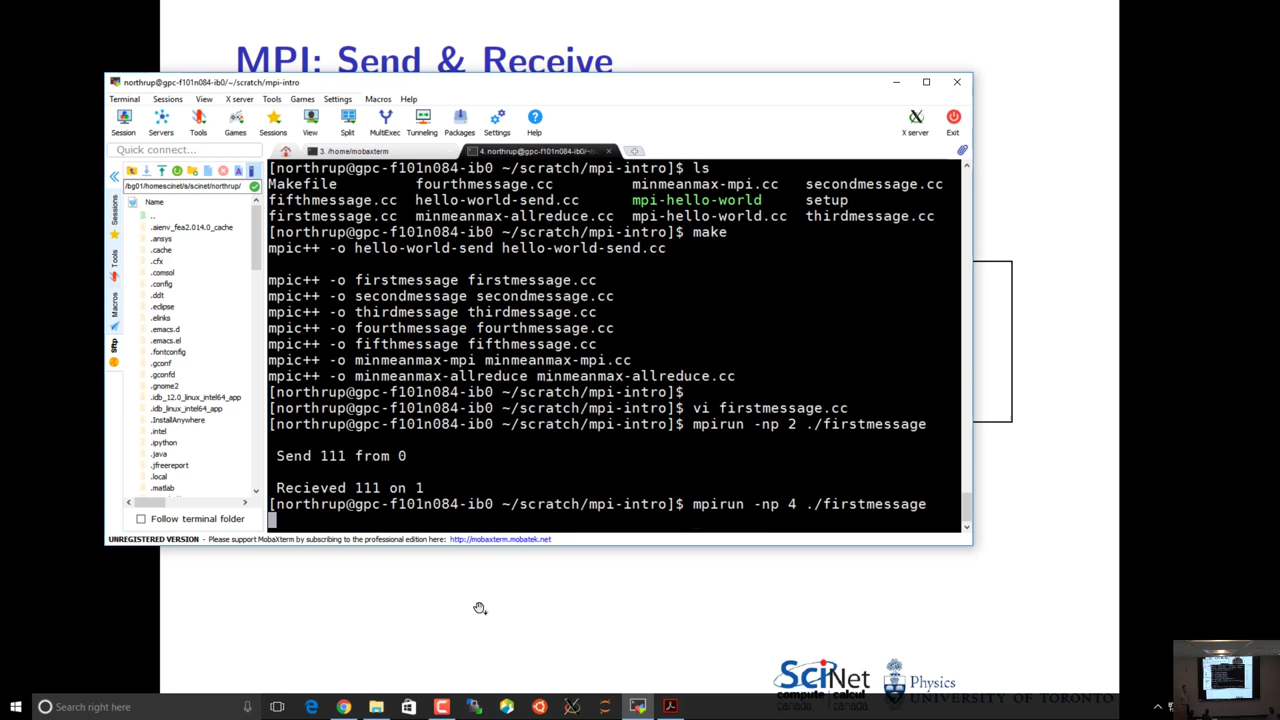 MPI: Send & Receive
northrup@gpc-f101n084-ib0:~/scratch/mpi-intro
Terminal Sessions View X server Tools Games Settings Macros Help
Session Servers Tools Games Sessions View Split MultiExec Tunneling Packages Settings Help X server Exit
Quick connect...
3. /home/mobaxterm
4. northrup@gpc-f101n084-ib0:/~
/bg01/homescinet/s/scinet/northrup/
Name
..
.aienv_fea2.014.0_cache
.ansys
.cache
.cfx
.comsol
.config
.ddt
.eclipse
.elinks
.emacs.d
.emacs.el
.fontconfig
.gconf
.gconfd
.gnome2
.idb_12.0_linux_intel64_app
.idb_linux_intel64_app
.InstallAnywhere
.intel
.ipython
.java
.jfreereport
.local
.matlab
Sessions
Tools
Macros
Sftp
Follow terminal folder
[northrup@gpc-f101n084-ib0 ~/scratch/mpi-intro]$ ls
Makefile fourthmessage.cc minmeanmax-mpi.cc secondmessage.cc
fifthmessage.cc hello-world-send.cc mpi-hello-world setup
firstmessage.cc minmeanmax-allreduce.cc mpi-hello-world.cc thirdmessage.cc
[northrup@gpc-f101n084-ib0 ~/scratch/mpi-intro]$ make
mpic++ -o hello-world-send hello-world-send.cc
mpic++ -o firstmessage firstmessage.cc
mpic++ -o secondmessage secondmessage.cc
mpic++ -o thirdmessage thirdmessage.cc
mpic++ -o fourthmessage fourthmessage.cc
mpic++ -o fifthmessage fifthmessage.cc
mpic++ -o minmeanmax-mpi minmeanmax-mpi.cc
mpic++ -o minmeanmax-allreduce minmeanmax-allreduce.cc
[northrup@gpc-f101n084-ib0 ~/scratch/mpi-intro]$
[northrup@gpc-f101n084-ib0 ~/scratch/mpi-intro]$ vi firstmessage.cc
[northrup@gpc-f101n084-ib0 ~/scratch/mpi-intro]$ mpirun -np 2 ./firstmessage
Send 111 from 0
Recieved 111 on 1
[northrup@gpc-f101n084-ib0 ~/scratch/mpi-intro]$ mpirun -np 4 ./firstmessage
UNREGISTERED VERSION - Please support MobaXterm by subscribing to the professional edition here: http://mobaxterm.mobatek.net
SciNet
compute • calcul
canada canada
Physics
UNIVERSITY OF TORONTO
Search right here